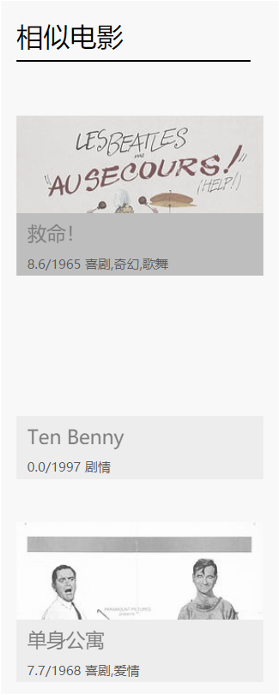 相似电影
LES BEATLES
"AU SECOURS!"
(HELP!)
救命！
8.6/1965 喜剧,奇幻,歌舞
Ten Benny
0.0/1997 剧情
PARAMOUNT PICTURES
单身公寓
7.7/1968 喜剧,爱情